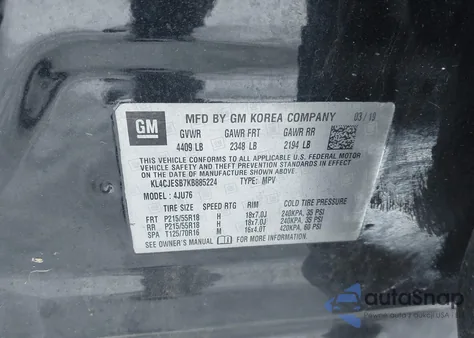 GM
MFD BY GM KOREA COMPANY 03/19
GVWR GAWR FRT GAWR RR
4409 LB 2348 LB 2194 LB
THIS VEHICLE CONFORMS TO ALL APPLICABLE U.S. FEDERAL MOTOR
VEHICLE SAFETY, BUMPER, AND THEFT PREVENTION STANDARDS
IN EFFECT ON THE DATE OF MANUFACTURE SHOWN ABOVE.
KL4CJESB7KB885224 TYPE: MPV
MODEL: 4JU76
TIRE SIZE SPEED RTG RIM COLD TIRE PRESSURE
FRT P215/55R18 H 18x7.0J 240KPA, 35 PSI
RR P215/55R18 H 18x7.0J 240KPA, 35 PSI
SPA T125/70R16 M 16x4.0T 420KPA, 60 PSI
SEE OWNER'S MANUAL FOR MORE INFORMATION.
autoSnap
Pewne auto z USA